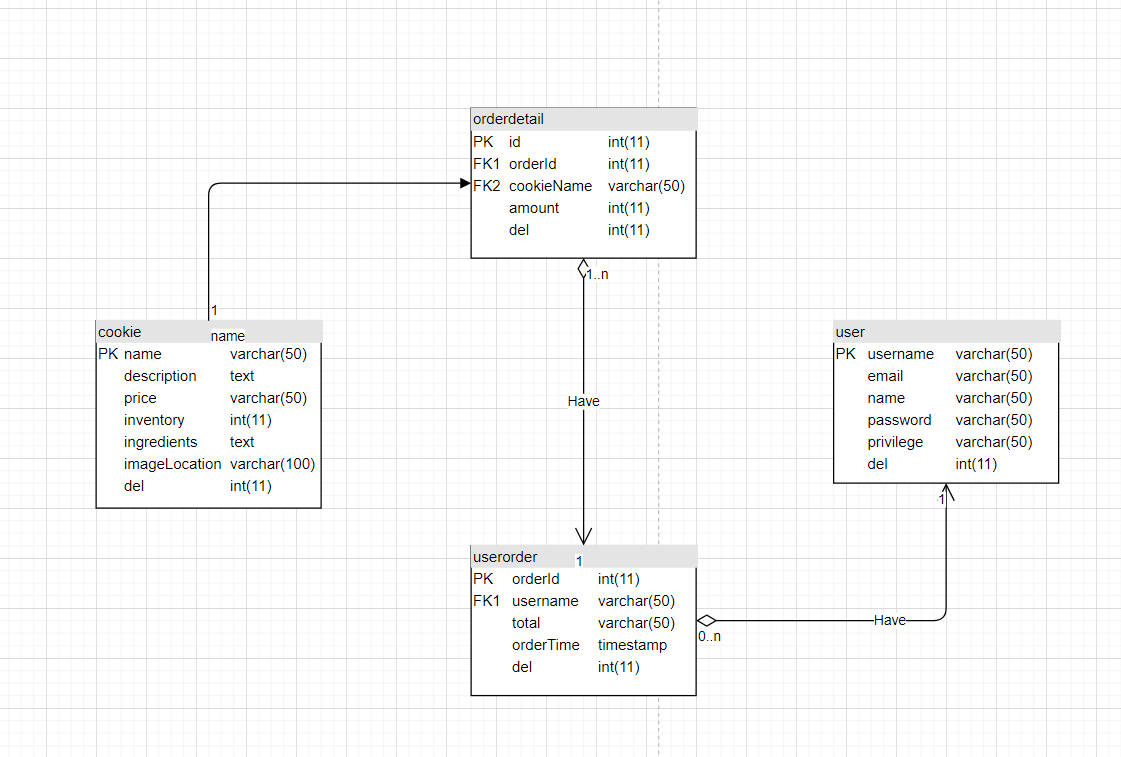 orderdetail
PK id int(11)
FK1 orderId int(11)
FK2 cookieName varchar(50)
amount int(11)
del int(11)
1..n
1
cookie
name
PK name varchar(50)
description text
price varchar(50)
inventory int(11)
ingredients text
imageLocation varchar(100)
del int(11)
user
PK username varchar(50)
email varchar(50)
name varchar(50)
password varchar(50)
privilege varchar(50)
del int(11)
Have
1
userorder
1
PK orderId int(11)
FK1 username varchar(50)
total varchar(50)
orderTime timestamp
del int(11)
Have
0..n